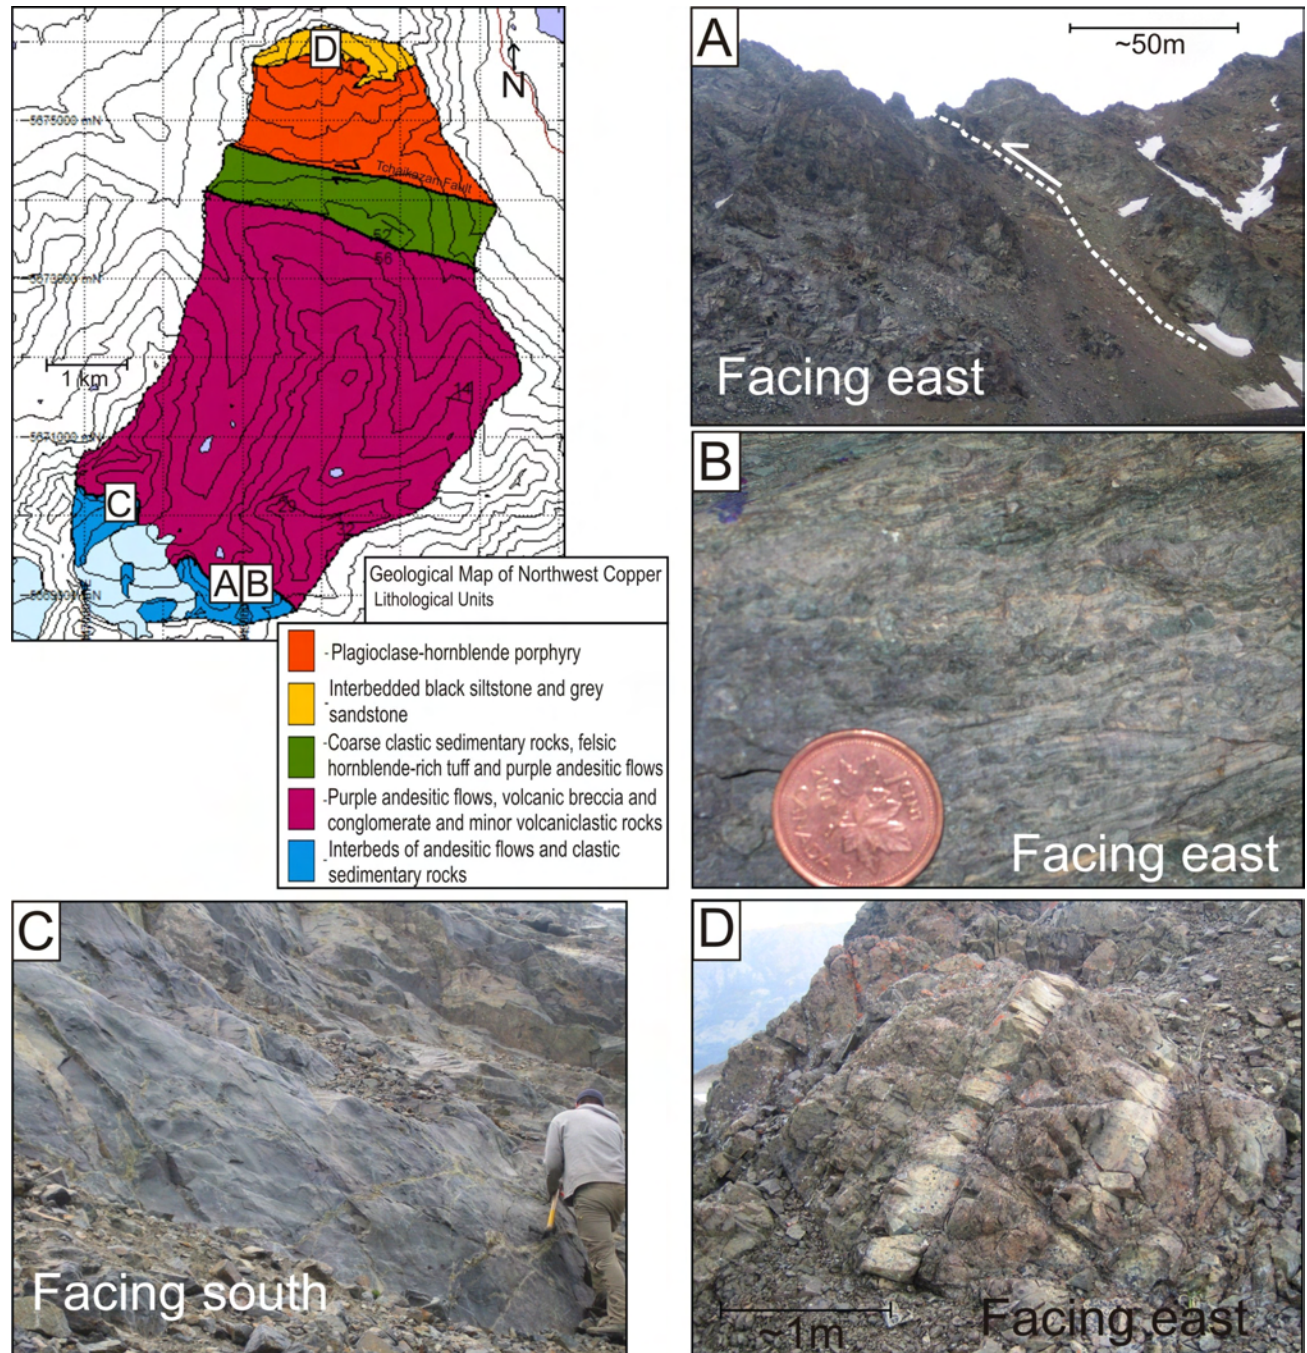 D
N
5675000 mN
Tchaikazan Fault
52
56
1 km
14
29
C
A B
Geological Map of Northwest Copper
Lithological Units
- Plagioclase-hornblende porphyry
- Interbedded black siltstone and grey
sandstone
-Coarse clastic sedimentary rocks, felsic
hornblende-rich tuff and purple andesitic flows
-Purple andesitic flows, volcanic breccia and
conglomerate and minor volcaniclastic rocks
- Interbeds of andesitic flows and clastic
sedimentary rocks
A
~50m
Facing east
B
Facing east
C
Facing south
D
~1m
Facing east